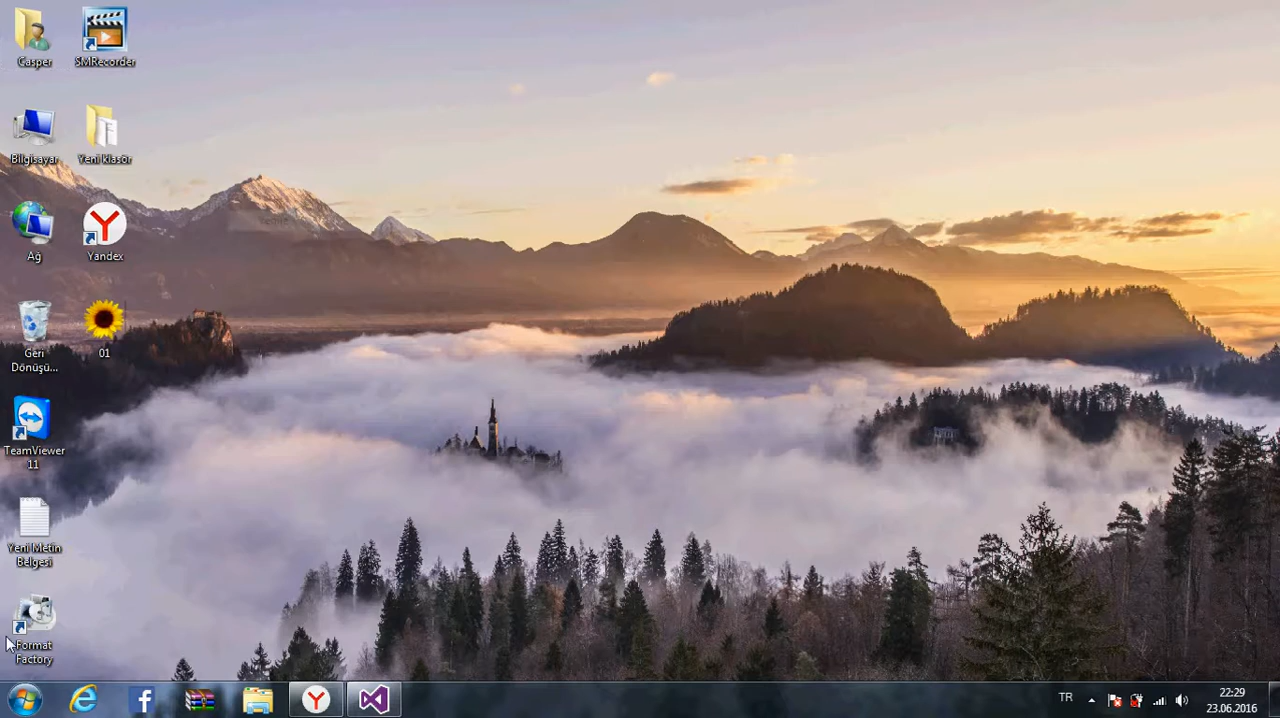 Casper
SMRecorder
Bilgisayar
Yeni klasör
Ağ
Yandex
Geri
Dönüşü...
01
TeamViewer
11
Yeni Metin
Belgesi
Format
Factory
TR
22:29
23.06.2016